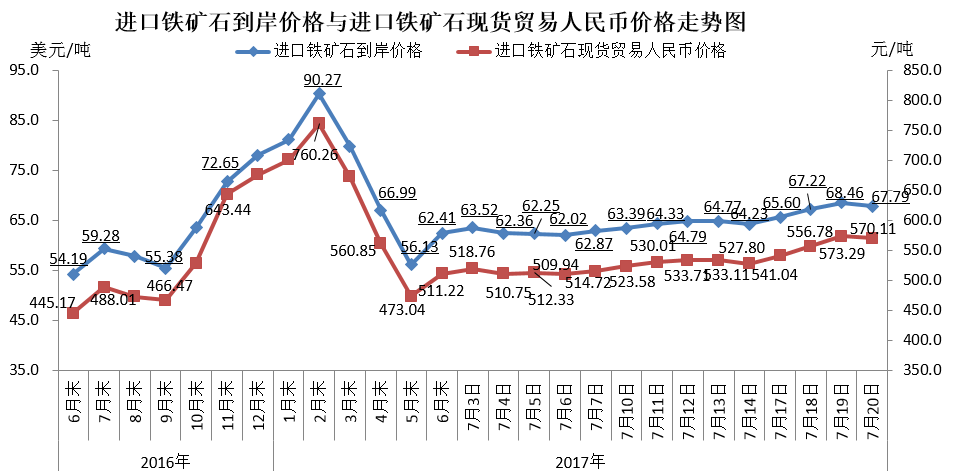 进口铁矿石到岸价格与进口铁矿石现货贸易人民币价格走势图
美元/吨
进口铁矿石到岸价格
进口铁矿石现货贸易人民币价格
元/吨
95.0
85.0
75.0
65.0
55.0
45.0
35.0
850.0
800.0
750.0
700.0
650.0
600.0
550.0
500.0
450.0
400.0
350.0
54.19
59.28
55.38
72.65
90.27
66.99
56.13
62.41
63.52
62.36
62.25
62.02
62.87
63.39
64.33
64.79
64.77
64.23
65.60
67.22
68.46
67.79
445.17
488.01
466.47
643.44
760.26
560.85
473.04
511.22
518.76
510.75
512.33
509.94
514.72
523.58
530.01
533.71
533.11
527.80
541.04
556.78
573.29
570.11
6月末
7月末
8月末
9月末
10月末
11月末
12月末
1月末
2月末
3月末
4月末
5月末
6月末
7月3日
7月4日
7月5日
7月6日
7月7日
7月10日
7月11日
7月12日
7月13日
7月14日
7月17日
7月18日
7月19日
7月20日
2016年
2017年